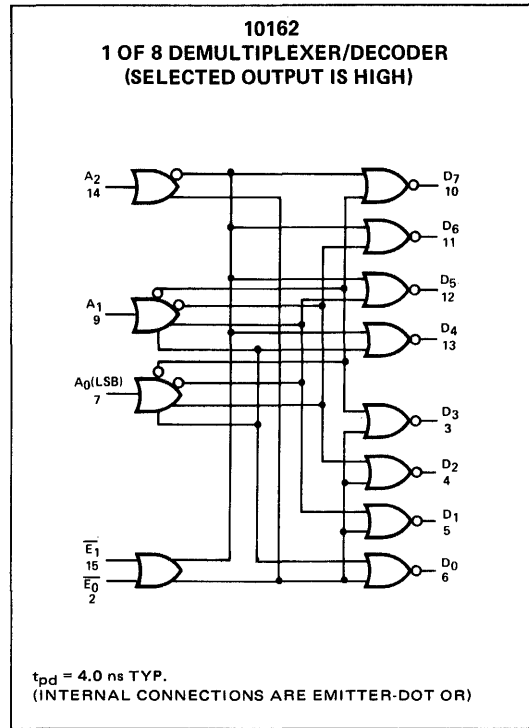 10162
1 OF 8 DEMULTIPLEXER/DECODER
(SELECTED OUTPUT IS HIGH)
A2
14
D7
10
D6
11
D5
12
A1
9
D4
13
A0(LSB)
7
D3
3
D2
4
D1
5
E̅1̅
15
E̅0̅
2
D0
6
tpd = 4.0 ns TYP.
(INTERNAL CONNECTIONS ARE EMITTER-DOT OR)